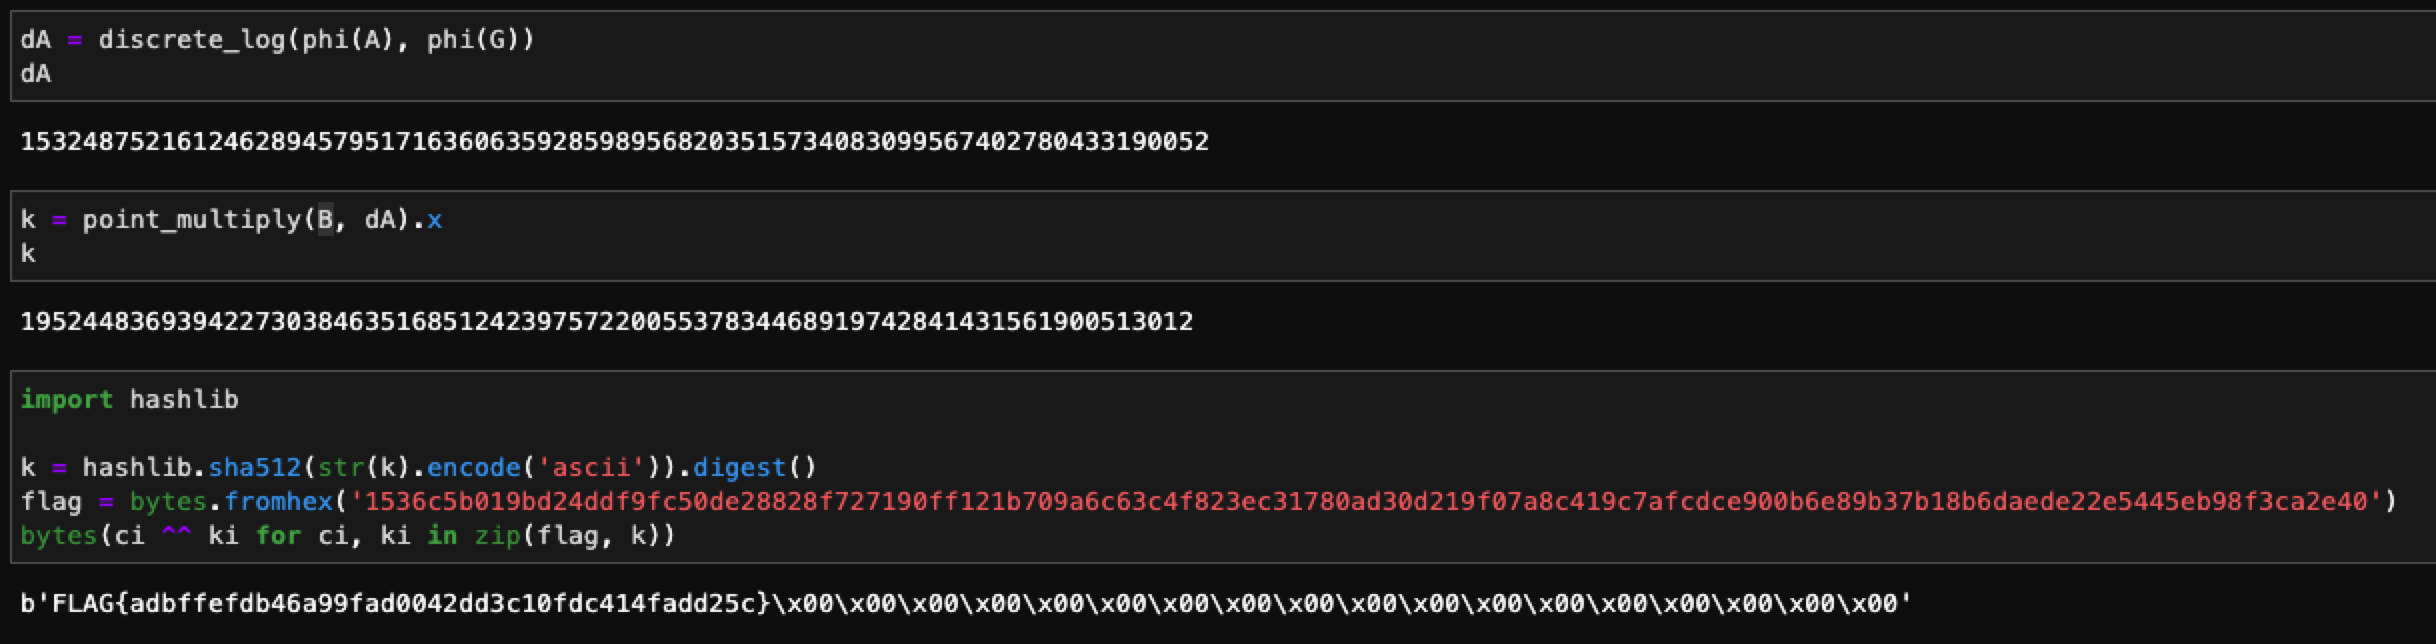 dA = discrete_log(phi(A), phi(G))
dA
1532487521612462894579517163606359285989568203515734083099567402780433190052
k = point_multiply(B, dA).x
k
195244836939422730384635168512423975722005537834468919742841431561900513012
import hashlib
k = hashlib.sha512(str(k).encode('ascii')).digest()
flag = bytes.fromhex('1536c5b019bd24ddf9fc50de28828f727190ff121b709a6c63c4f823ec31780ad30d219f07a8c419c7afcdce900b6e89b37b18b6daede22e5445eb98f3ca2e40')
bytes(ci ^^ ki for ci, ki in zip(flag, k))
b'FLAG{adbffefdb46a99fad0042dd3c10fdc414fadd25c}\x00\x00\x00\x00\x00\x00\x00\x00\x00\x00\x00\x00\x00\x00\x00\x00\x00\x00'